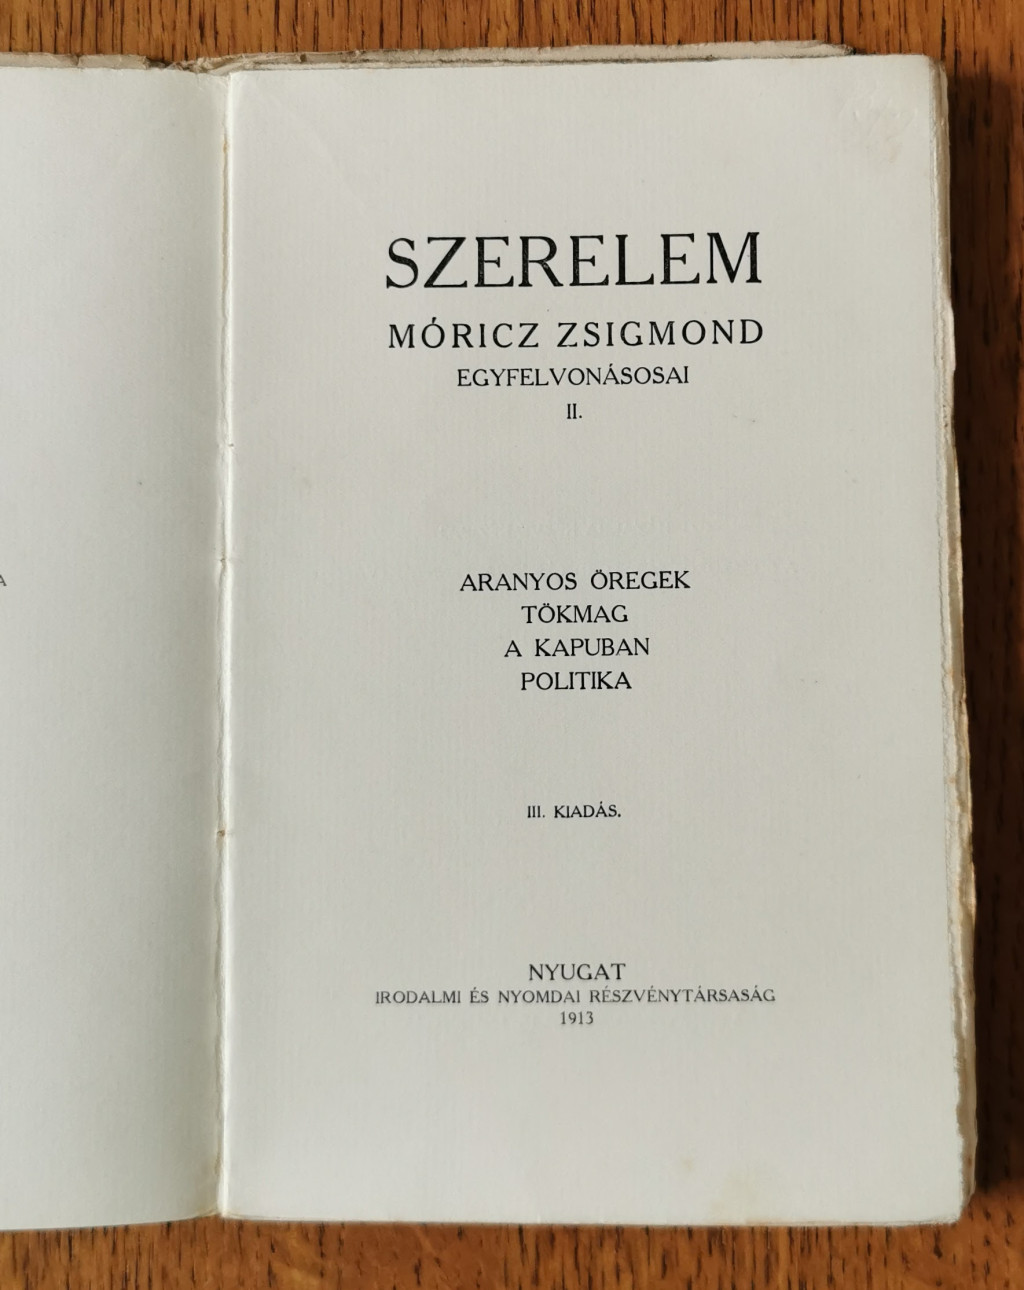 SZERELEM
MÓRICZ ZSIGMOND
EGYFELVONÁSOSAI
II.
ARANYOS ÖREGEK
TÖKMAG
A KAPUBAN
POLITIKA
III. KIADÁS.
NYUGAT
IRODALMI ÉS NYOMDAI RÉSZVÉNYTÁRSASÁG
1913